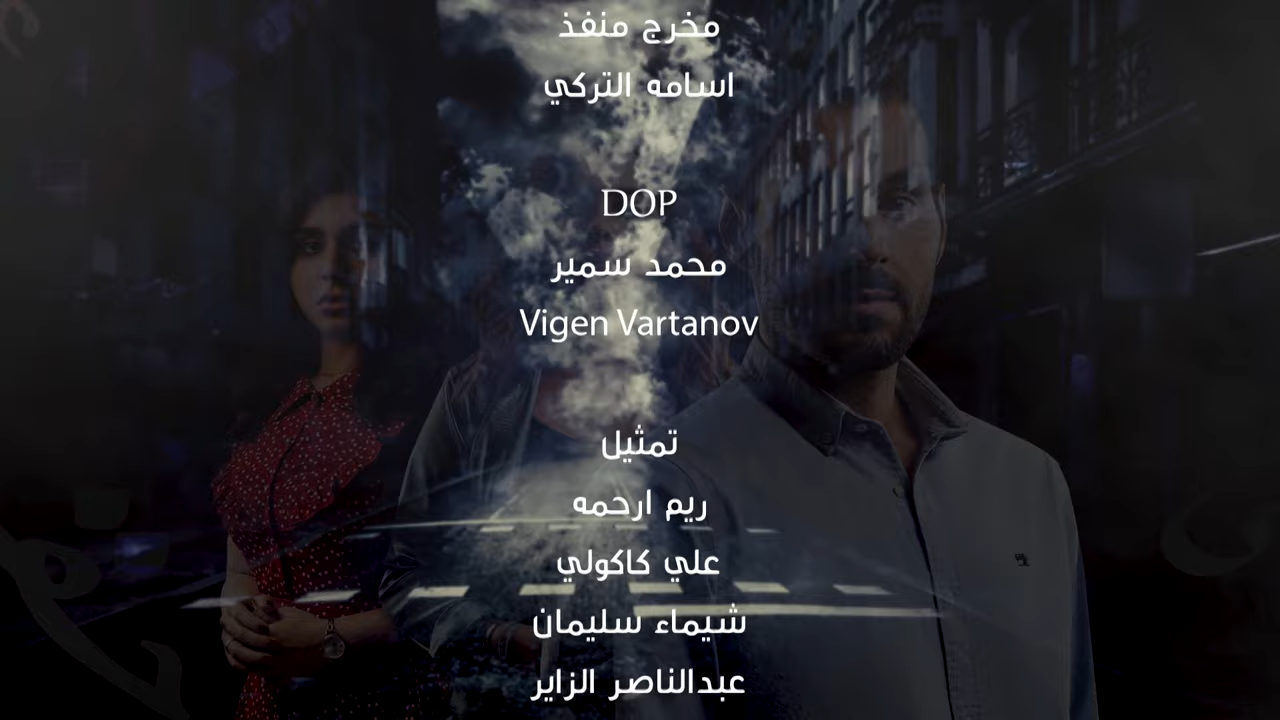 مخرج منفذ
اسامه التركي
DOP
محمد سمير
Vigen Vartanov
تمثيل
ريم ارحمه
علي كاكولي
شيماء سليمان
عبدالناصر الزاير